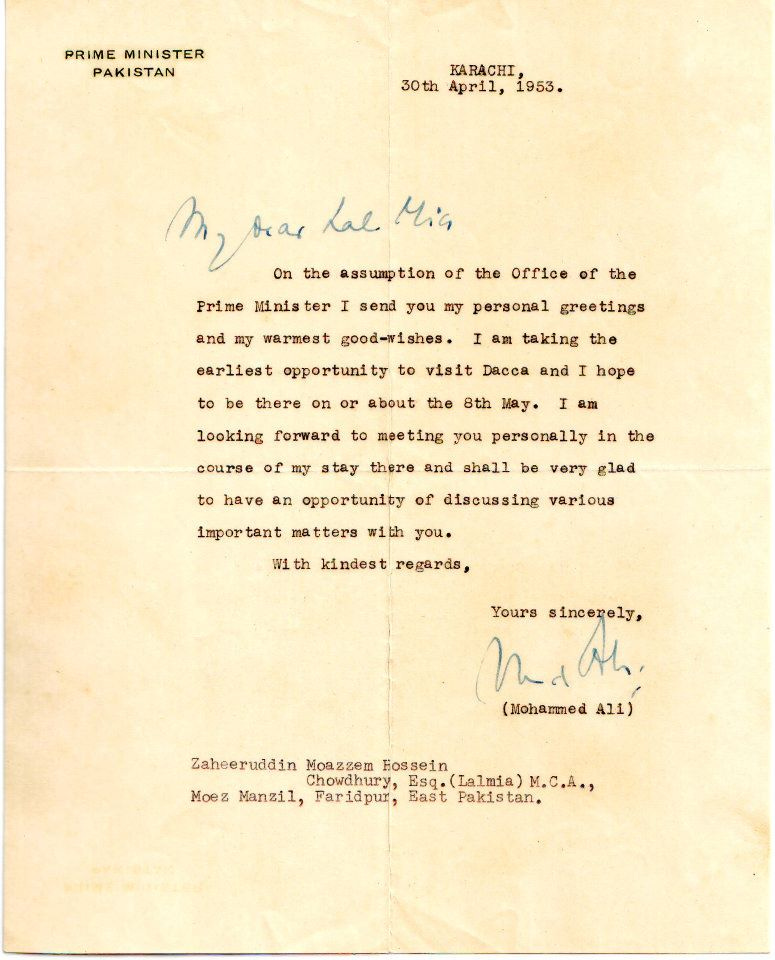 PRIME MINISTER
PAKISTAN
KARACHI,
30th April, 1953.
My dear Lal Mia
On the assumption of the Office of the
Prime Minister I send you my personal greetings
and my warmest good-wishes. I am taking the
earliest opportunity to visit Dacca and I hope
to be there on or about the 8th May. I am
looking forward to meeting you personally in the
course of my stay there and shall be very glad
to have an opportunity of discussing various
important matters with you.
With kindest regards,
Yours sincerely,
Md Ali.
(Mohammed Ali)
Zaheeruddin Moazzem Hossein
Chowdhury, Esq.(Lalmia) M.C.A.,
Moez Manzil, Faridpur, East Pakistan.